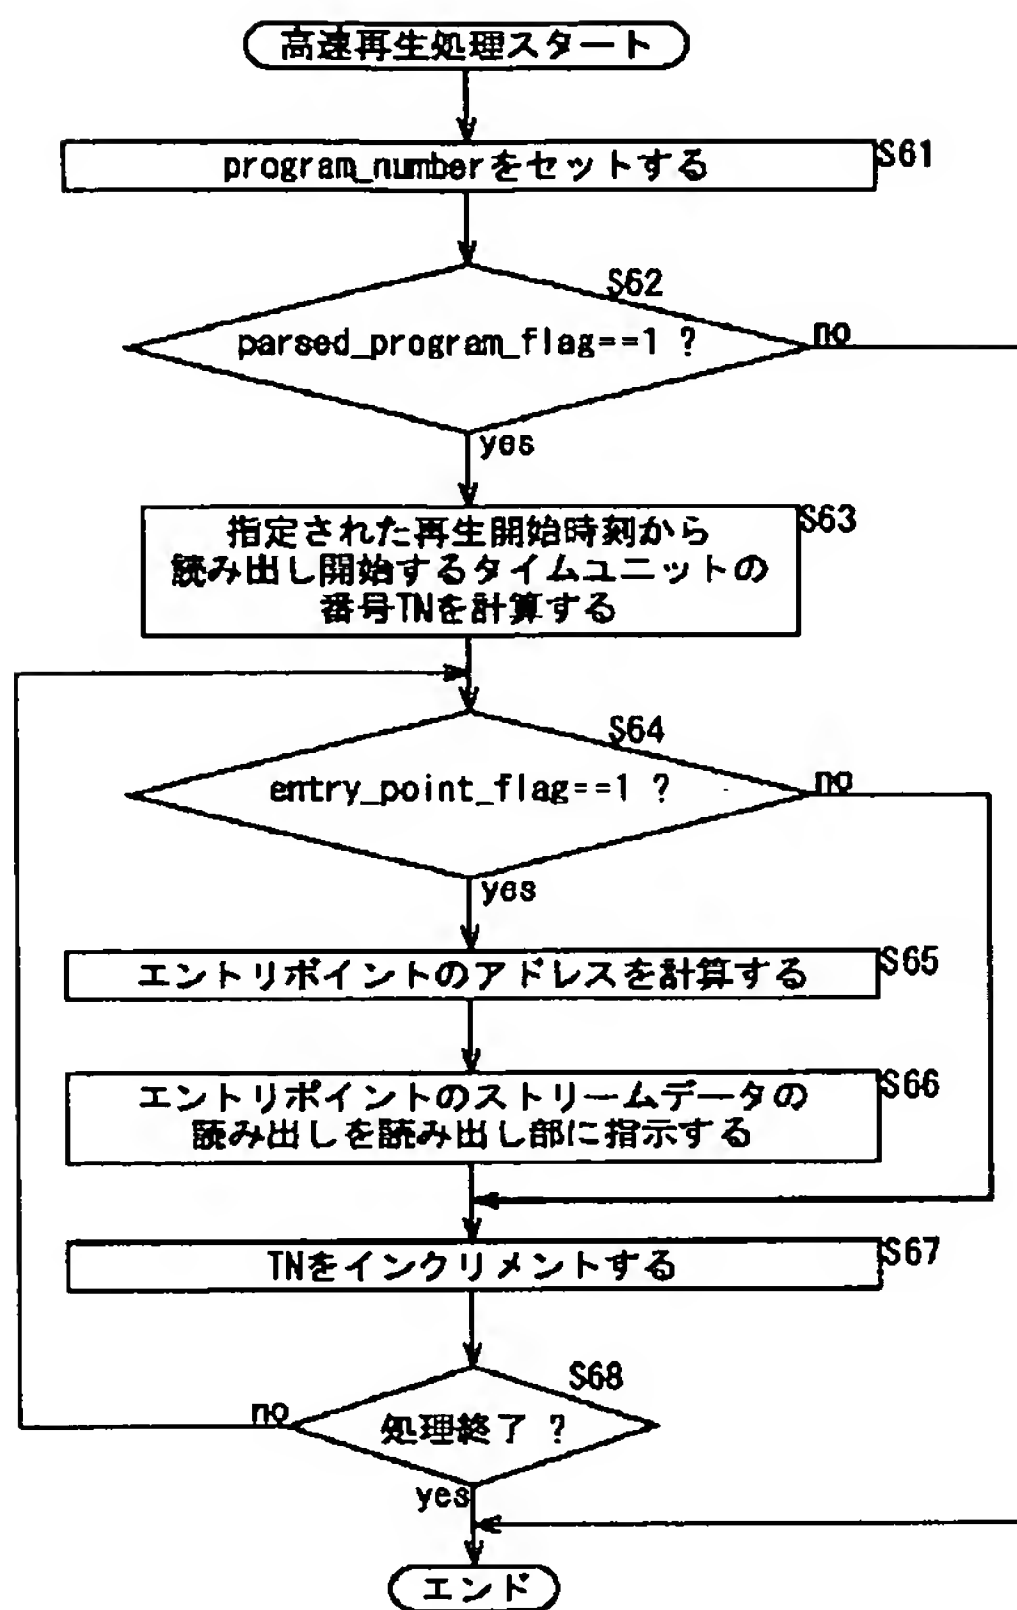 高速再生処理スタート
program_numberをセットする
S61
S62
parsed_program_flag==1 ?
no
yes
指定された再生開始時刻から
読み出し開始するタイムユニットの
番号TNを計算する
S63
S64
entry_point_flag==1 ?
no
yes
エントリポイントのアドレスを計算する
S65
エントリポイントのストリームデータの
読み出しを読み出し部に指示する
S66
TNをインクリメントする
S67
S68
処理終了 ?
no
yes
エンド